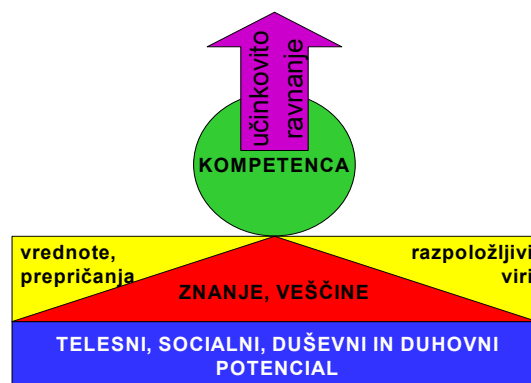 učinkovito
ravnanje
KOMPETENCA
vrednote,
prepričanja
razpoložljivi
viri
ZNANJE, VEŠČINE
TELESNI, SOCIALNI, DUŠEVNI IN DUHOVNI
POTENCIAL